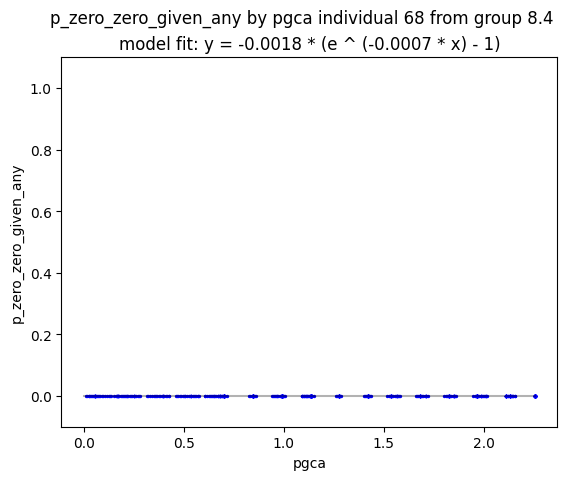 p_zero_zero_given_any by pgca individual 68 from group 8.4
model fit: y = -0.0018 * (e ^ (-0.0007 * x) - 1)
1.0
0.8
0.6
0.4
0.2
0.0
p_zero_zero_given_any
0.0 0.5 1.0 1.5 2.0
pgca